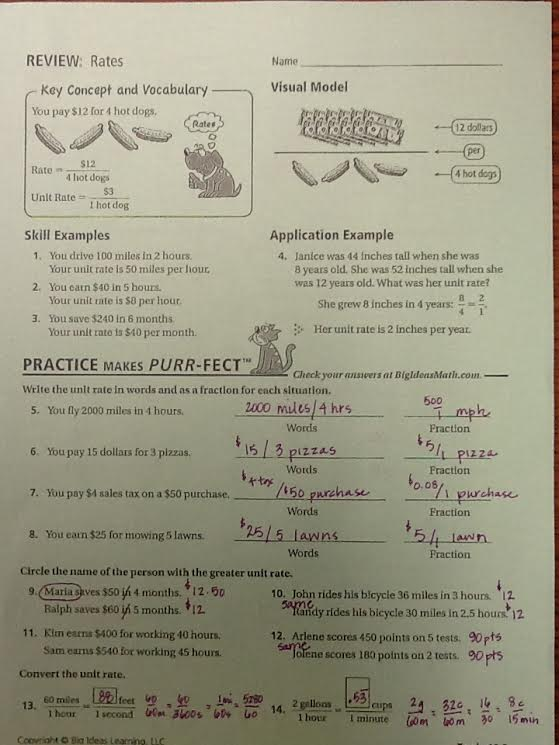 REVIEW: Rates
Name
Key Concept and Vocabulary
You pay $12 for 4 hot dogs.
Rates
Rate = $12 / 4 hot dogs
Unit Rate = $3 / 1 hot dog
Visual Model
12 dollars
per
4 hot dogs
Skill Examples
1. You drive 100 miles in 2 hours.
Your unit rate is 50 miles per hour.
2. You earn $40 in 5 hours.
Your unit rate is $8 per hour.
3. You save $240 in 6 months.
Your unit rate is $40 per month.
Application Example
4. Janice was 44 inches tall when she was
8 years old. She was 52 inches tall when she
was 12 years old. What was her unit rate?
She grew 8 inches in 4 years: 8/4 = 2/1.
Her unit rate is 2 inches per year.
PRACTICE MAKES PURR-FECT™
Check your answers at BigIdeasMath.com.
Write the unit rate in words and as a fraction for each situation.
5. You fly 2000 miles in 4 hours. 2000 miles/4 hrs 500/1 mph
Words Fraction
6. You pay 15 dollars for 3 pizzas. $15/3 pizzas $5/1 pizza
Words Fraction
7. You pay $4 sales tax on a $50 purchase. $4 tax/$50 purchase $0.08/1 purchase
Words Fraction
8. You earn $25 for mowing 5 lawns. $25/5 lawns $5/1 lawn
Words Fraction
Circle the name of the person with the greater unit rate.
9. Maria saves $50 in 4 months. $12.50
Ralph saves $60 in 5 months. $12
10. John rides his bicycle 36 miles in 3 hours. $12
same
Randy rides his bicycle 30 miles in 2.5 hours. $12
11. Kim earns $400 for working 40 hours.
Sam earns $540 for working 45 hours.
12. Arlene scores 450 points on 5 tests. 90 pts
same
Jolene scores 180 points on 2 tests. 90 pts
Convert the unit rate.
13. 60 miles / 1 hour = 88 feet / 1 second 60/60m = 60/3600s = 1mi/60s = 5280/60
14. 2 gallons / 1 hour = .53 cups / 1 minute 2g/60m = 32c/60m = 16/30 = 8c/15min
Copyright © Big Ideas Learning, LLC